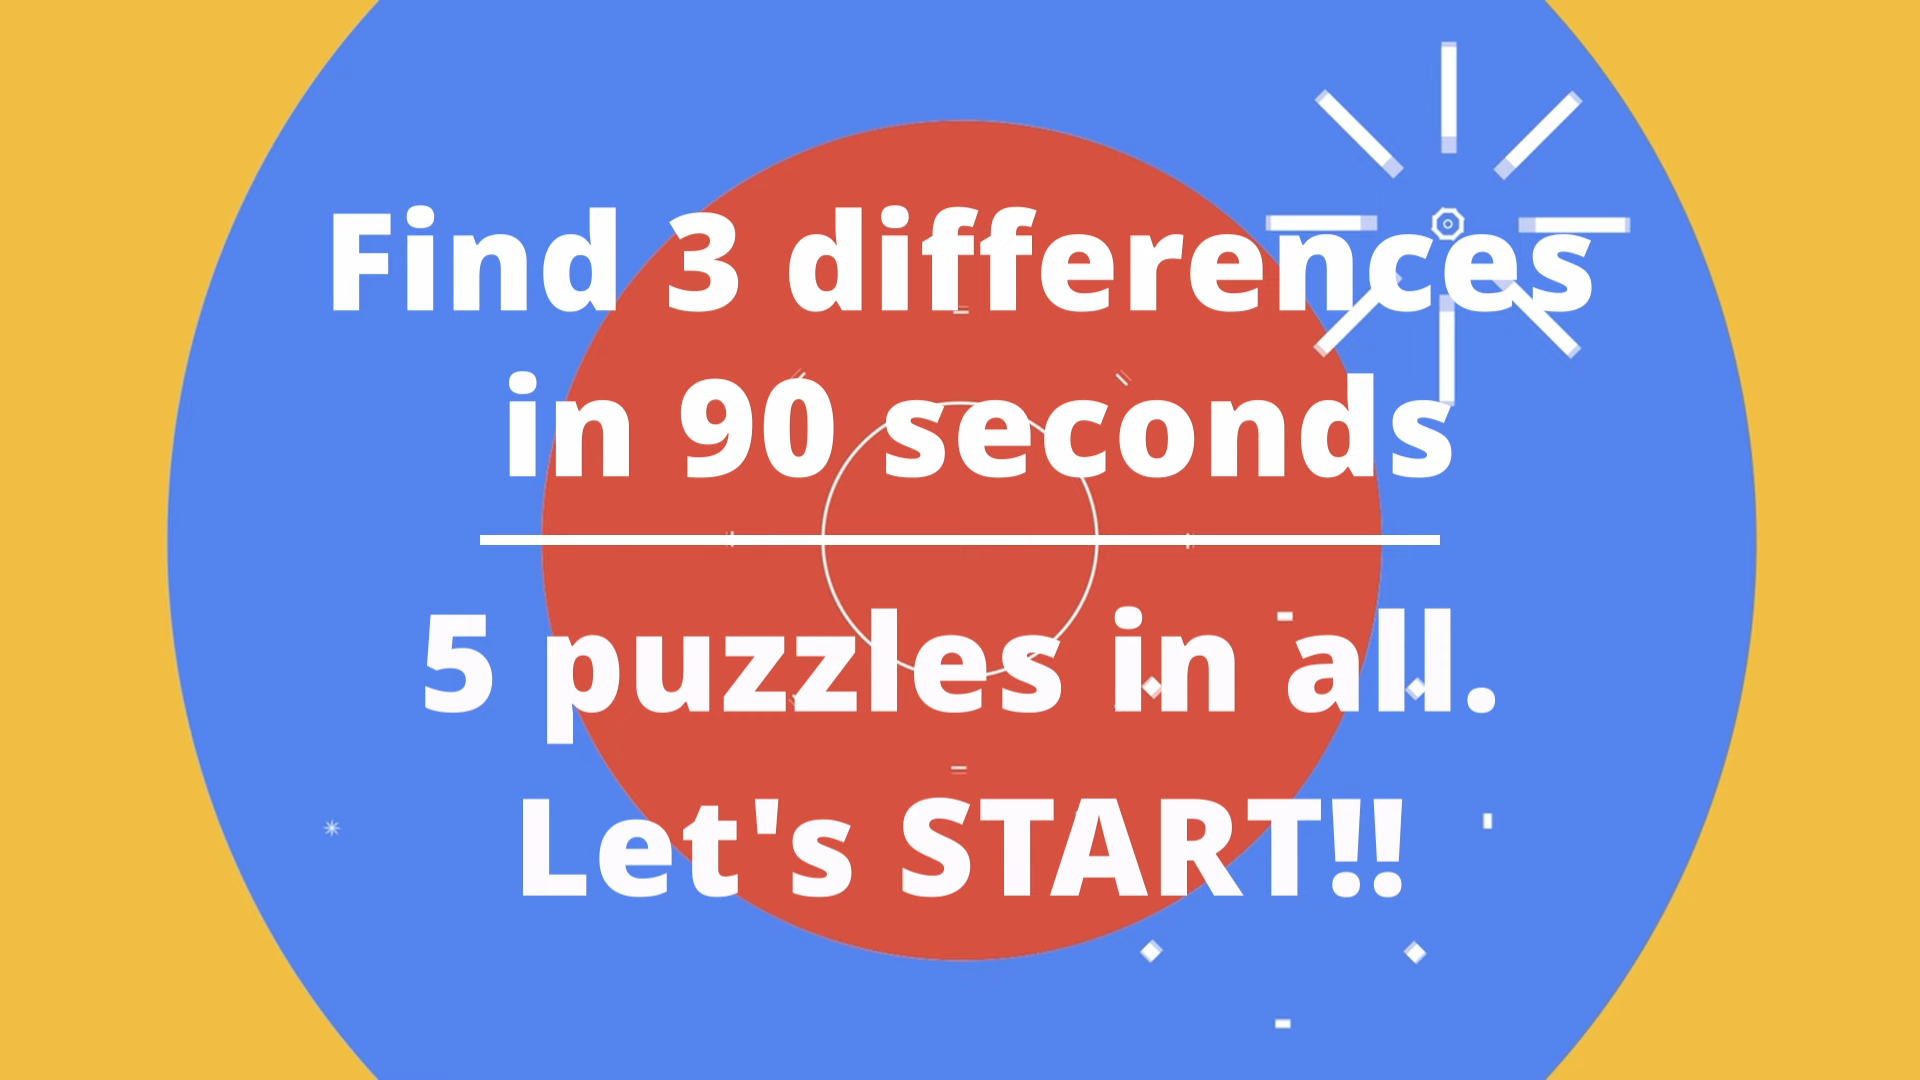 Find 3 differences
in 90 seconds
5 puzzles in all.
Let's START!!